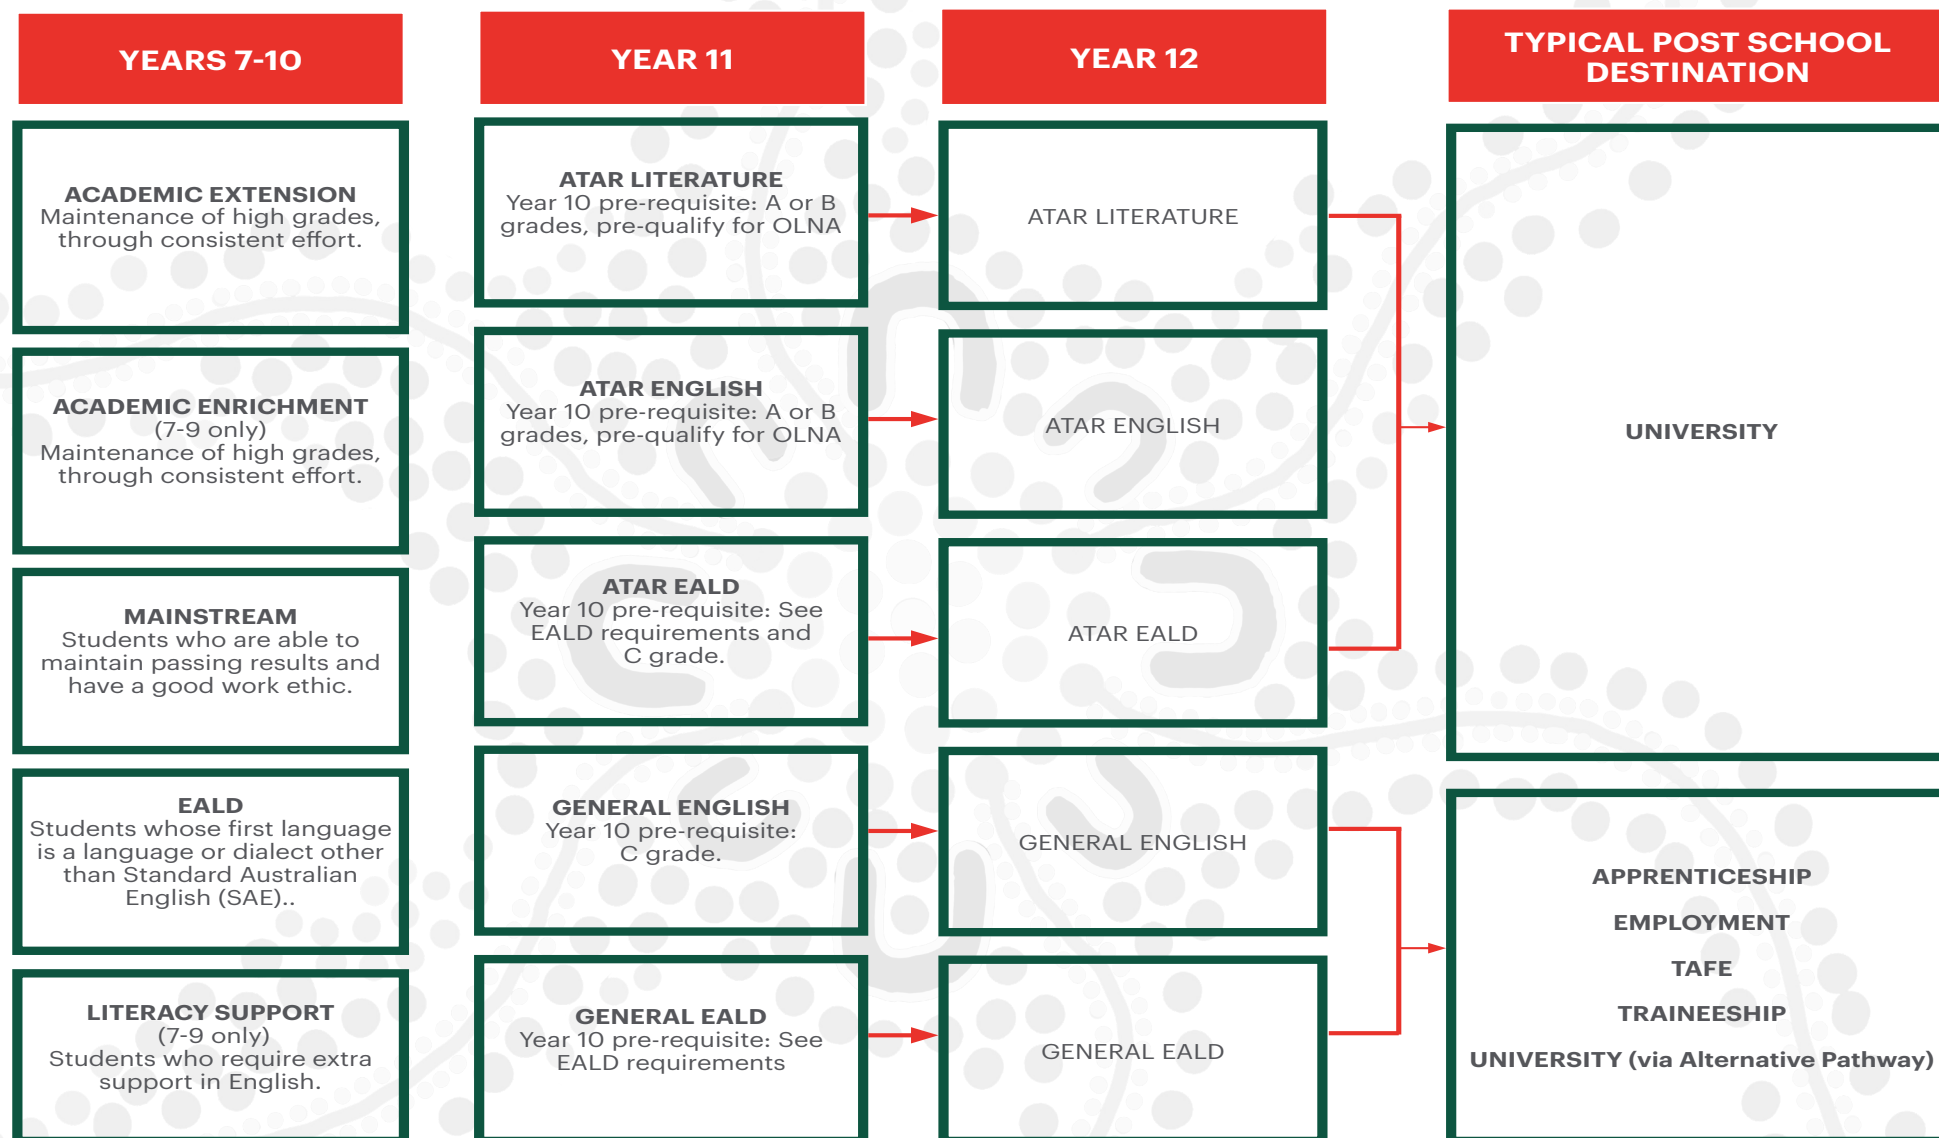 YEARS 7-10
ACADEMIC EXTENSION
Maintenance of high grades,
through consistent effort.
ACADEMIC ENRICHMENT
(7-9 only)
Maintenance of high grades,
through consistent effort.
MAINSTREAM
Students who are able to
maintain passing results and
have a good work ethic.
EALD
Students whose first language
is a language or dialect other
than Standard Australian
English (SAE)..
LITERACY SUPPORT
(7-9 only)
Students who require extra
support in English.
YEAR 11
ATAR LITERATURE
Year 10 pre-requisite: A or B
grades, pre-qualify for OLNA
ATAR ENGLISH
Year 10 pre-requisite: A or B
grades, pre-qualify for OLNA
ATAR EALD
Year 10 pre-requisite: See
EALD requirements and
C grade.
GENERAL ENGLISH
Year 10 pre-requisite:
C grade.
GENERAL EALD
Year 10 pre-requisite: See
EALD requirements
YEAR 12
ATAR LITERATURE
ATAR ENGLISH
ATAR EALD
GENERAL ENGLISH
GENERAL EALD
TYPICAL POST SCHOOL
DESTINATION
UNIVERSITY
APPRENTICESHIP
EMPLOYMENT
TAFE
TRAINEESHIP
UNIVERSITY (via Alternative Pathway)